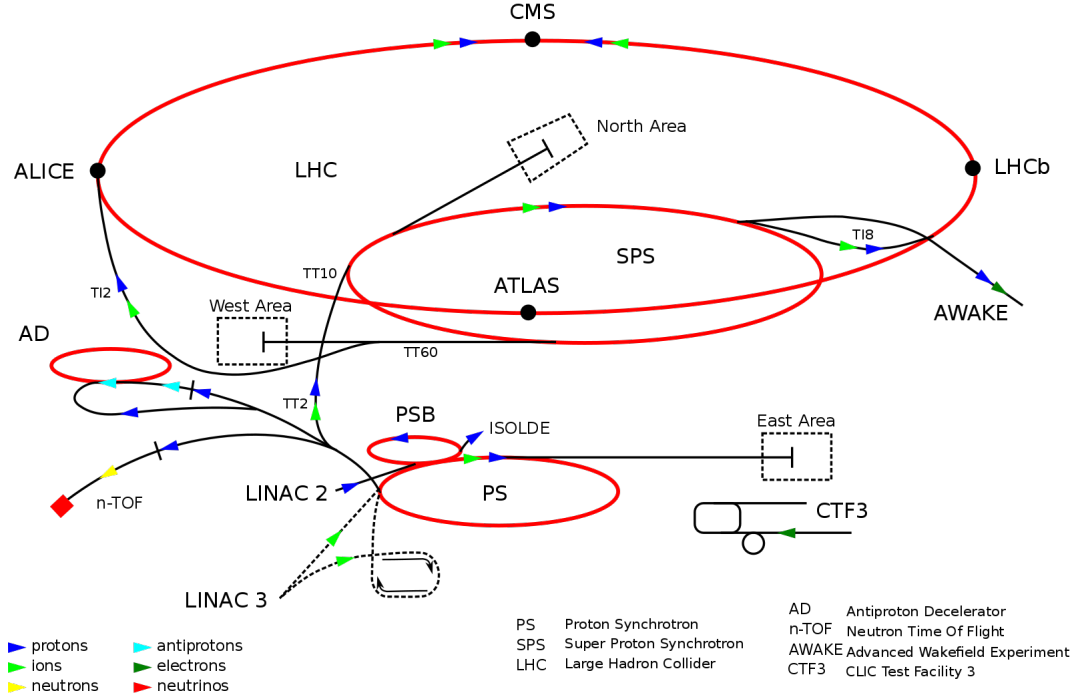 CMS
North Area
ALICE
LHC
LHCb
TI8
SPS
TT10
ATLAS
TI2
West Area
AWAKE
AD
TT60
TT2
PSB
East Area
ISOLDE
LINAC 2
PS
n-TOF
CTF3
LINAC 3
protons
antiprotons
ions
electrons
neutrons
neutrinos
PS Proton Synchrotron
SPS Super Proton Synchrotron
LHC Large Hadron Collider
AD Antiproton Decelerator
n-TOF Neutron Time Of Flight
AWAKE Advanced Wakefield Experiment
CTF3 CLIC Test Facility 3